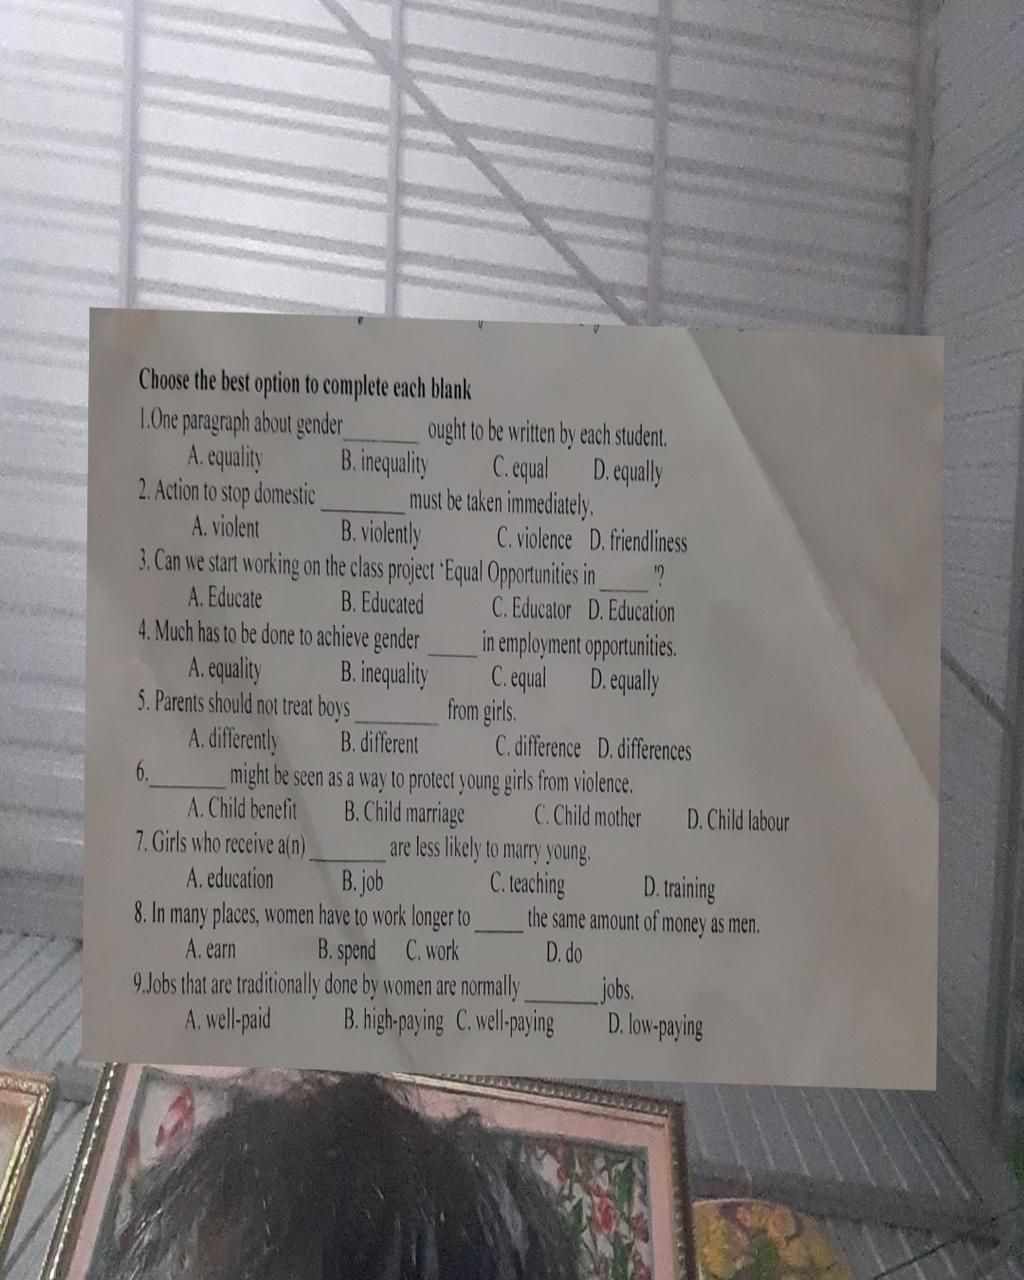 Choose the best option to complete each blank
1.One paragraph about gender________ ought to be written by each student.
A. equality B. inequality C. equal D. equally
2. Action to stop domestic ________ must be taken immediately.
A. violent B. violently C. violence D. friendliness
3. Can we start working on the class project ‘Equal Opportunities in _____ ’?
A. Educate B. Educated C. Educator D. Education
4. Much has to be done to achieve gender _____ in employment opportunities.
A. equality B. inequality C. equal D. equally
5. Parents should not treat boys ________ from girls.
A. differently B. different C. difference D. differences
6.________ might be seen as a way to protect young girls from violence.
A. Child benefit B. Child marriage C. Child mother D. Child labour
7. Girls who receive a(n) ________ are less likely to marry young.
A. education B. job C. teaching D. training
8. In many places, women have to work longer to _____ the same amount of money as men.
A. earn B. spend C. work D. do
9.Jobs that are traditionally done by women are normally ________ jobs.
A. well-paid B. high-paying C. well-paying D. low-paying